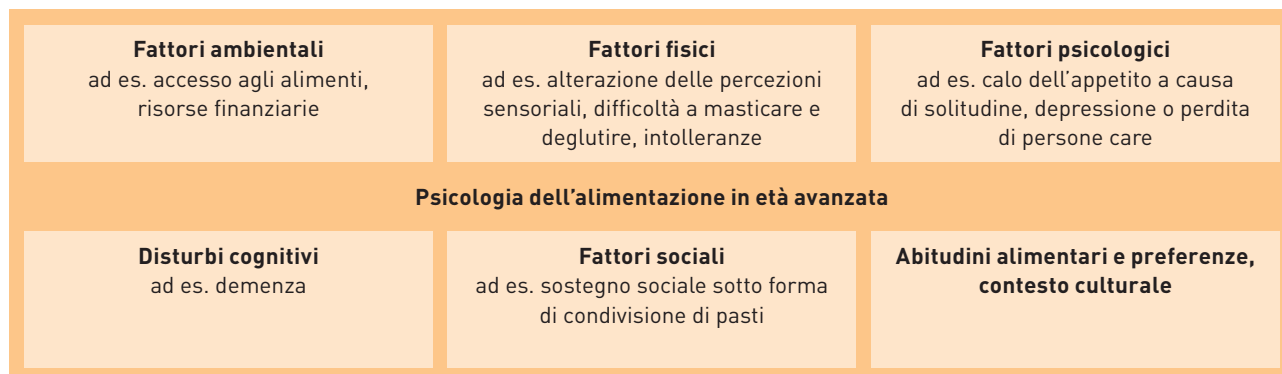 Fattori ambientali
ad es. accesso agli alimenti,
risorse finanziarie
Fattori fisici
ad es. alterazione delle percezioni
sensoriali, difficoltà a masticare e
deglutire, intolleranze
Fattori psicologici
ad es. calo dell’appetito a causa
di solitudine, depressione o perdita
di persone care
Psicologia dell’alimentazione in età avanzata
Disturbi cognitivi
ad es. demenza
Fattori sociali
ad es. sostegno sociale sotto forma
di condivisione di pasti
Abitudini alimentari e preferenze,
contesto culturale